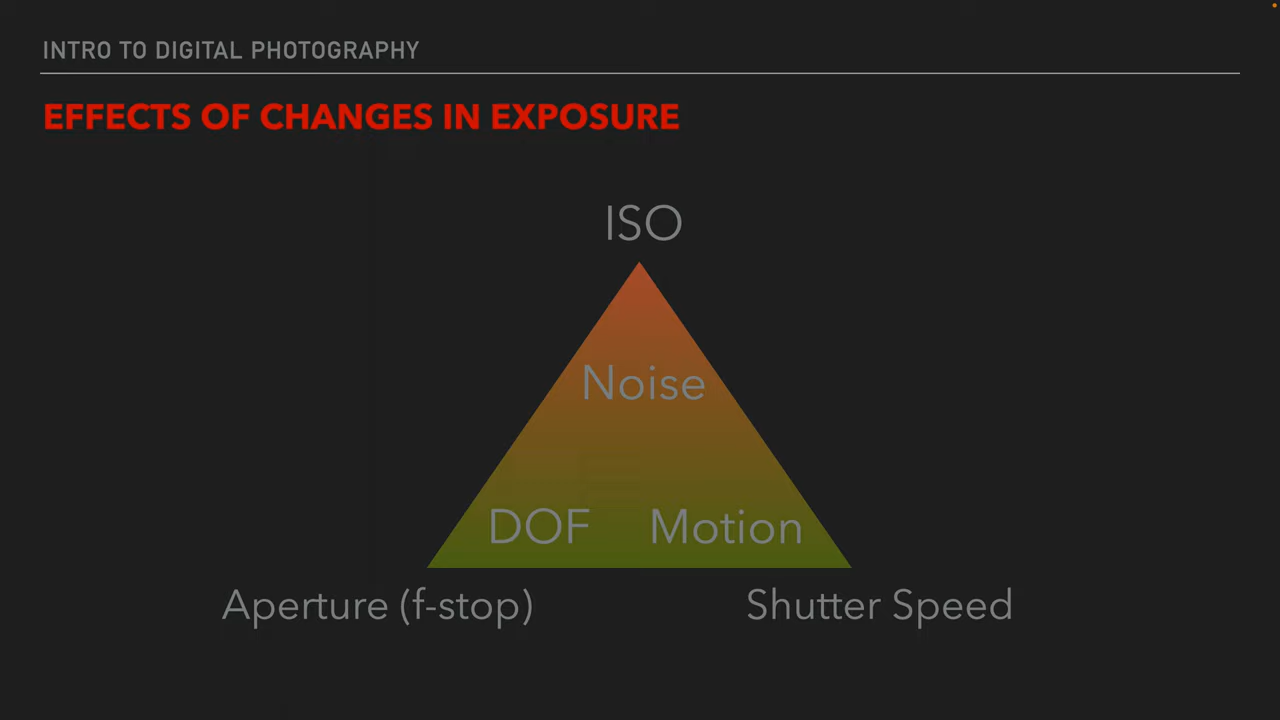 INTRO TO DIGITAL PHOTOGRAPHY
EFFECTS OF CHANGES IN EXPOSURE
ISO
Noise
DOF Motion
Aperture (f-stop) Shutter Speed